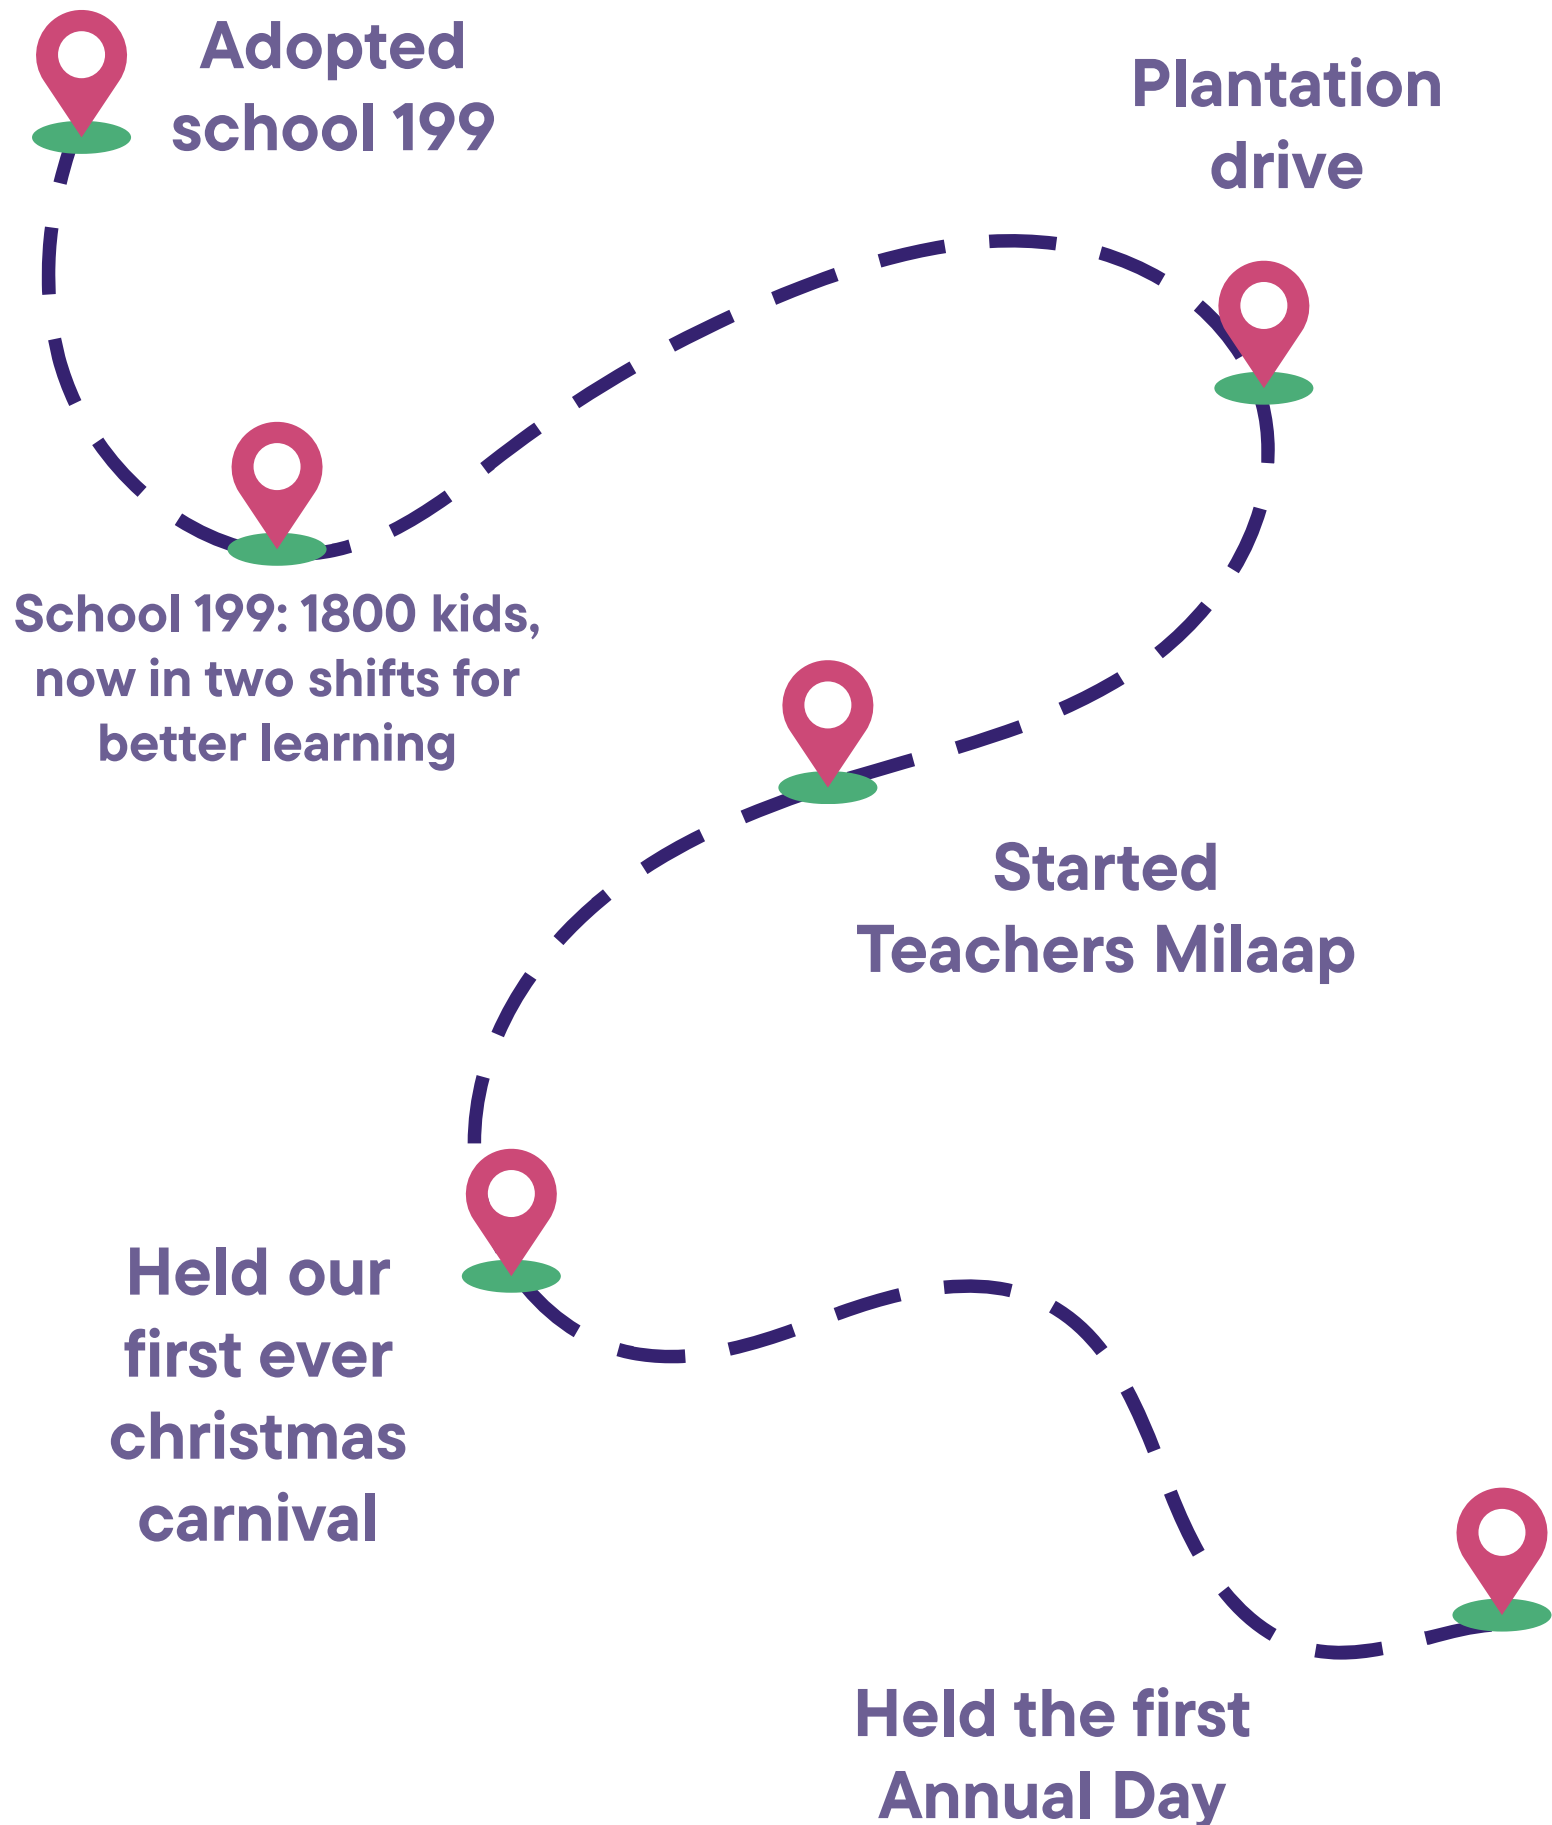 Adopted
school 199
Plantation
drive
School 199: 1800 kids,
now in two shifts for
better learning
Started
Teachers Milaap
Held our
first ever
christmas
carnival
Held the first
Annual Day